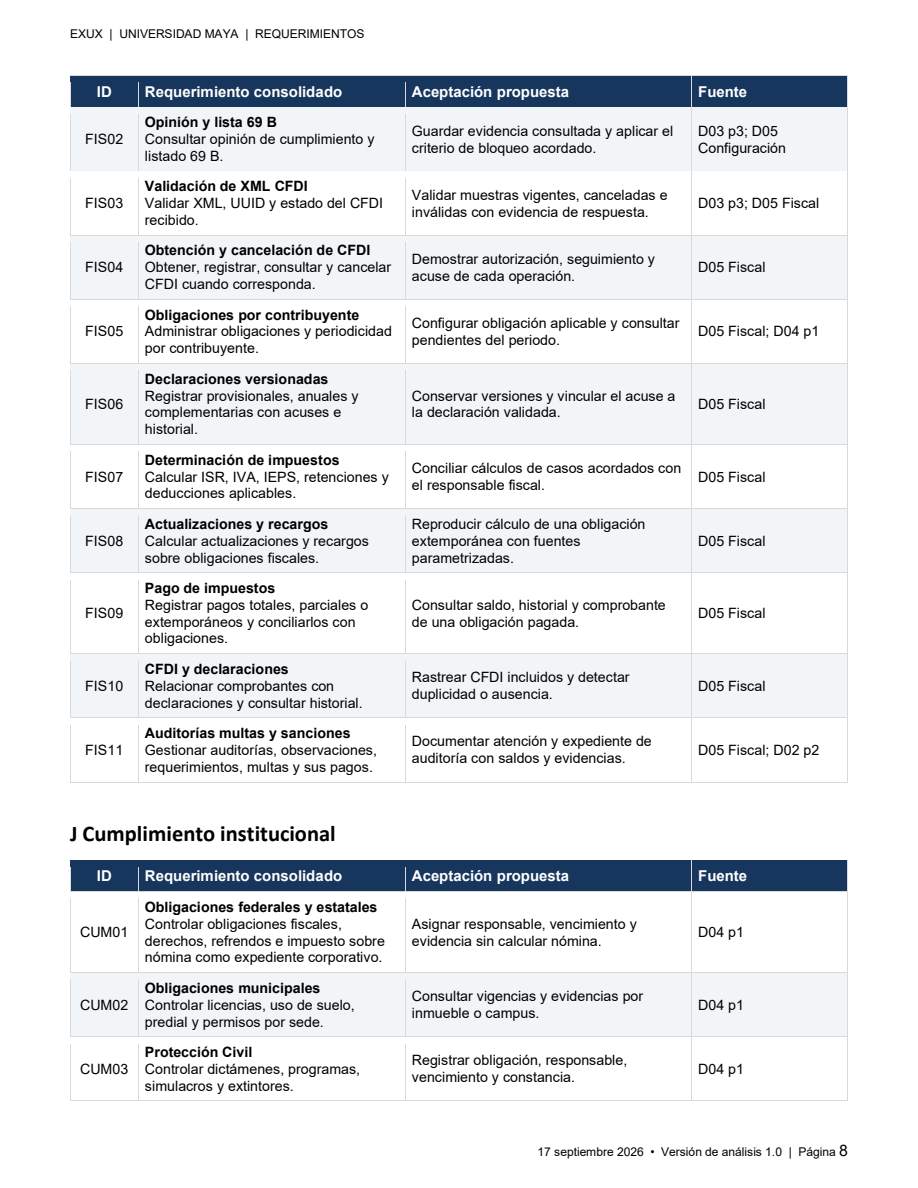 EXUX | UNIVERSIDAD MAYA | REQUERIMIENTOS
ID Requerimiento consolidado Aceptación propuesta Fuente
FIS02
Opinión y lista 69 B
Consultar opinión de cumplimiento y
listado 69 B.
Guardar evidencia consultada y aplicar el
criterio de bloqueo acordado.
D03 p3; D05
Configuración
FIS03
Validación de XML CFDI
Validar XML, UUID y estado del CFDI
recibido.
Validar muestras vigentes, canceladas e
inválidas con evidencia de respuesta.
D03 p3; D05 Fiscal
FIS04
Obtención y cancelación de CFDI
Obtener, registrar, consultar y cancelar
CFDI cuando corresponda.
Demostrar autorización, seguimiento y
acuse de cada operación.
D05 Fiscal
FIS05
Obligaciones por contribuyente
Administrar obligaciones y periodicidad
por contribuyente.
Configurar obligación aplicable y consultar
pendientes del periodo.
D05 Fiscal; D04 p1
FIS06
Declaraciones versionadas
Registrar provisionales, anuales y
complementarias con acuses e
historial.
Conservar versiones y vincular el acuse a
la declaración validada.
D05 Fiscal
FIS07
Determinación de impuestos
Calcular ISR, IVA, IEPS, retenciones y
deducciones aplicables.
Conciliar cálculos de casos acordados con
el responsable fiscal.
D05 Fiscal
FIS08
Actualizaciones y recargos
Calcular actualizaciones y recargos
sobre obligaciones fiscales.
Reproducir cálculo de una obligación
extemporánea con fuentes
parametrizadas.
D05 Fiscal
FIS09
Pago de impuestos
Registrar pagos totales, parciales o
extemporáneos y conciliarlos con
obligaciones.
Consultar saldo, historial y comprobante
de una obligación pagada.
D05 Fiscal
FIS10
CFDI y declaraciones
Relacionar comprobantes con
declaraciones y consultar historial.
Rastrear CFDI incluidos y detectar
duplicidad o ausencia.
D05 Fiscal
FIS11
Auditorías multas y sanciones
Gestionar auditorías, observaciones,
requerimientos, multas y sus pagos.
Documentar atención y expediente de
auditoría con saldos y evidencias.
D05 Fiscal; D02 p2
J Cumplimiento institucional
ID Requerimiento consolidado Aceptación propuesta Fuente
CUM01
Obligaciones federales y estatales
Controlar obligaciones fiscales,
derechos, refrendos e impuesto sobre
nómina como expediente corporativo.
Asignar responsable, vencimiento y
evidencia sin calcular nómina.
D04 p1
CUM02
Obligaciones municipales
Controlar licencias, uso de suelo,
predial y permisos por sede.
Consultar vigencias y evidencias por
inmueble o campus.
D04 p1
CUM03
Protección Civil
Controlar dictámenes, programas,
simulacros y extintores.
Registrar obligación, responsable,
vencimiento y constancia.
D04 p1
17 septiembre 2026 • Versión de análisis 1.0 | Página 8